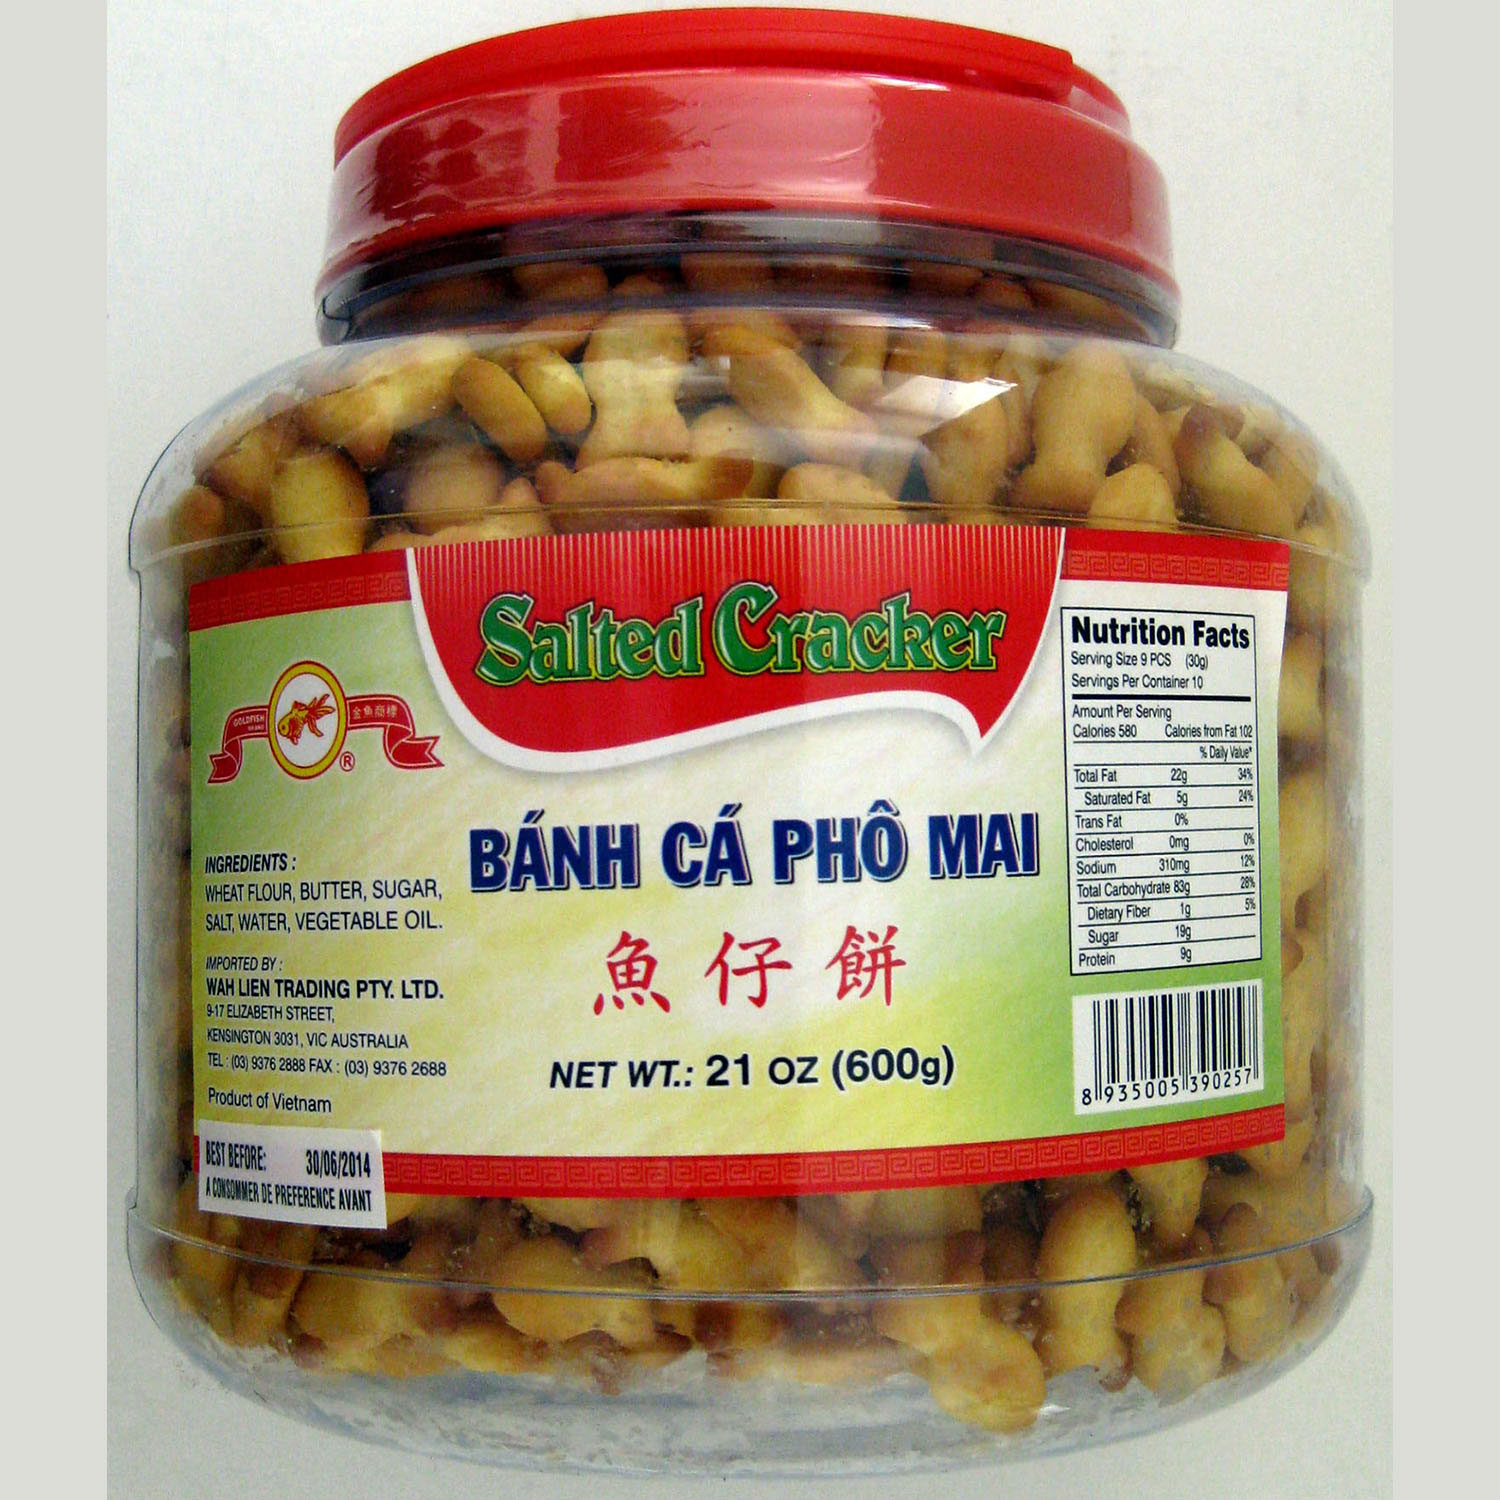 Salted Cracker
GOLDFISH
BRAND
金魚商標
®
BÁNH CÁ PHÔ MAI
魚仔餅
NET WT.: 21 OZ (600g)
INGREDIENTS :
WHEAT FLOUR, BUTTER, SUGAR,
SALT, WATER, VEGETABLE OIL.
IMPORTED BY :
WAH LIEN TRADING PTY. LTD.
9-17 ELIZABETH STREET,
KENSINGTON 3031, VIC AUSTRALIA
TEL : (03) 9376 2888 FAX : (03) 9376 2688
Product of Vietnam
BEST BEFORE: 30/06/2014
A CONSOMMER DE PREFERENCE AVANT
Nutrition Facts
Serving Size 9 PCS (30g)
Servings Per Container 10
Amount Per Serving
Calories 580 Calories from Fat 102
% Daily Value*
Total Fat 22g 34%
Saturated Fat 5g 24%
Trans Fat 0%
Cholesterol 0mg 0%
Sodium 310mg 12%
Total Carbohydrate 83g 28%
Dietary Fiber 1g 5%
Sugar 19g
Protein 9g
8 935005 390257